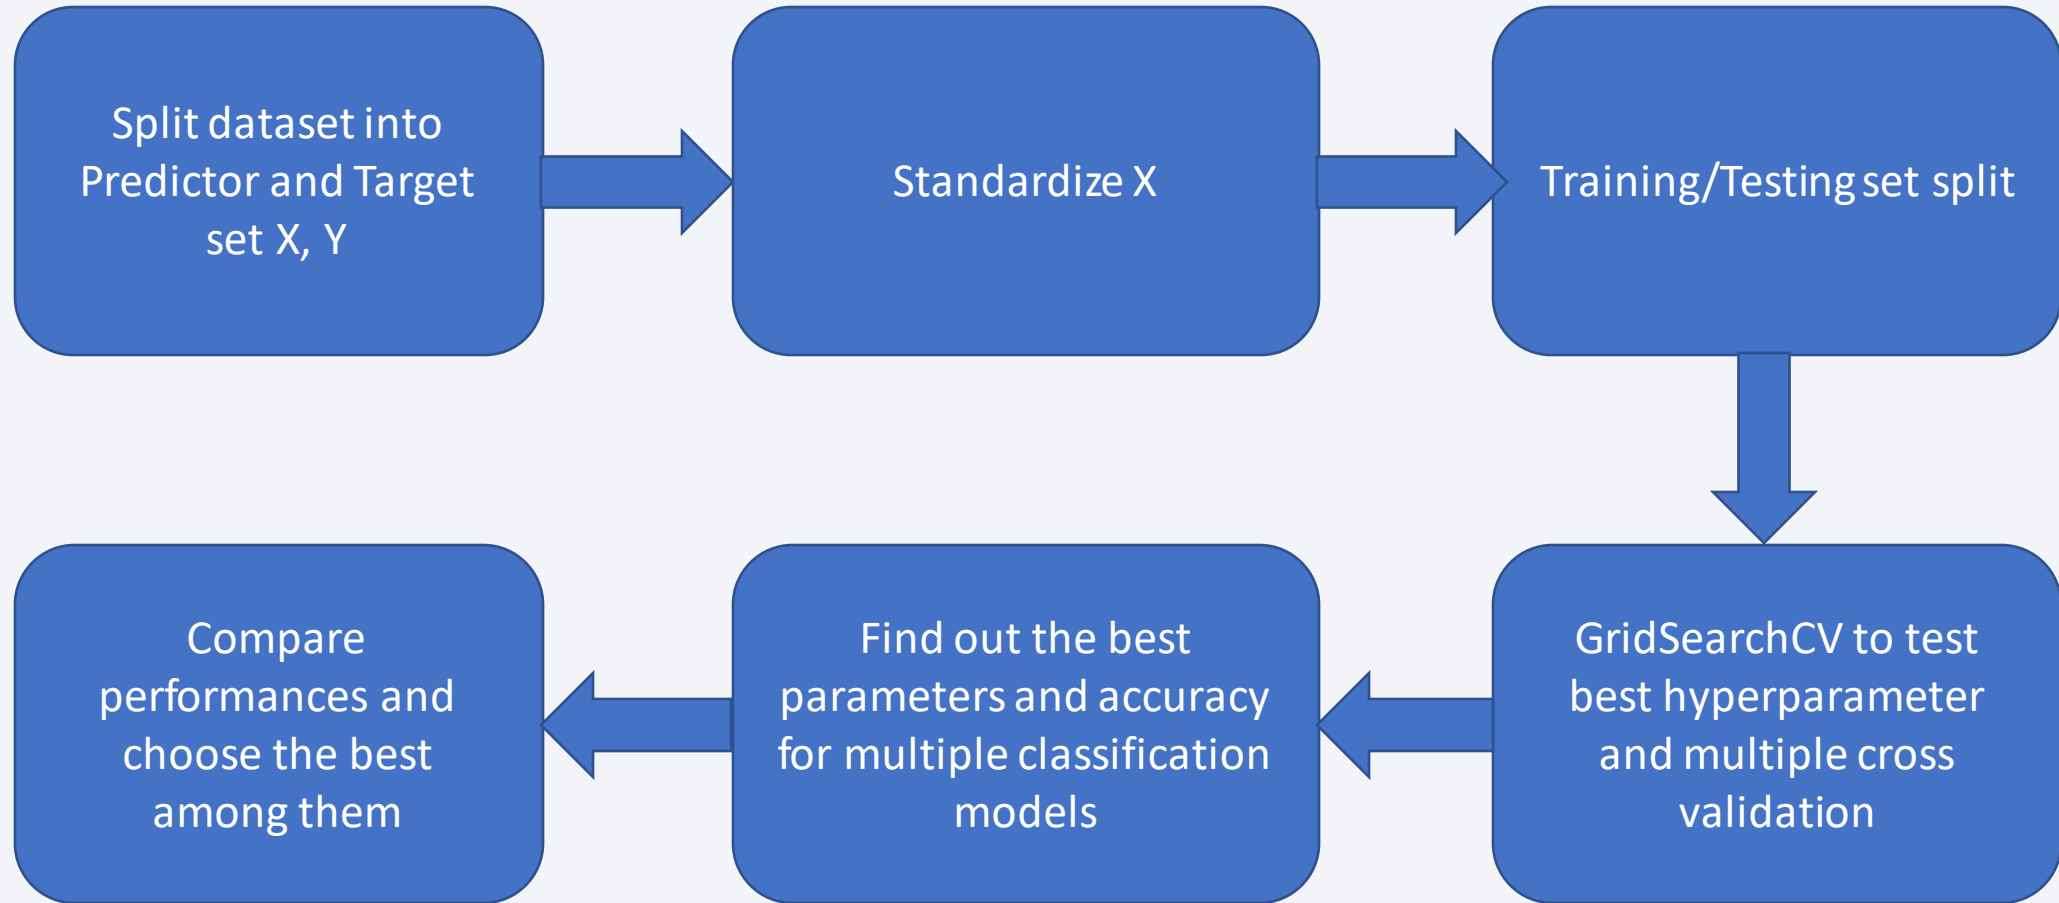 Split dataset into
Predictor and Target
set X, Y
Standardize X
Training/Testing set split
GridSearchCV to test
best hyperparameter
and multiple cross
validation
Find out the best
parameters and accuracy
for multiple classification
models
Compare
performances and
choose the best
among them